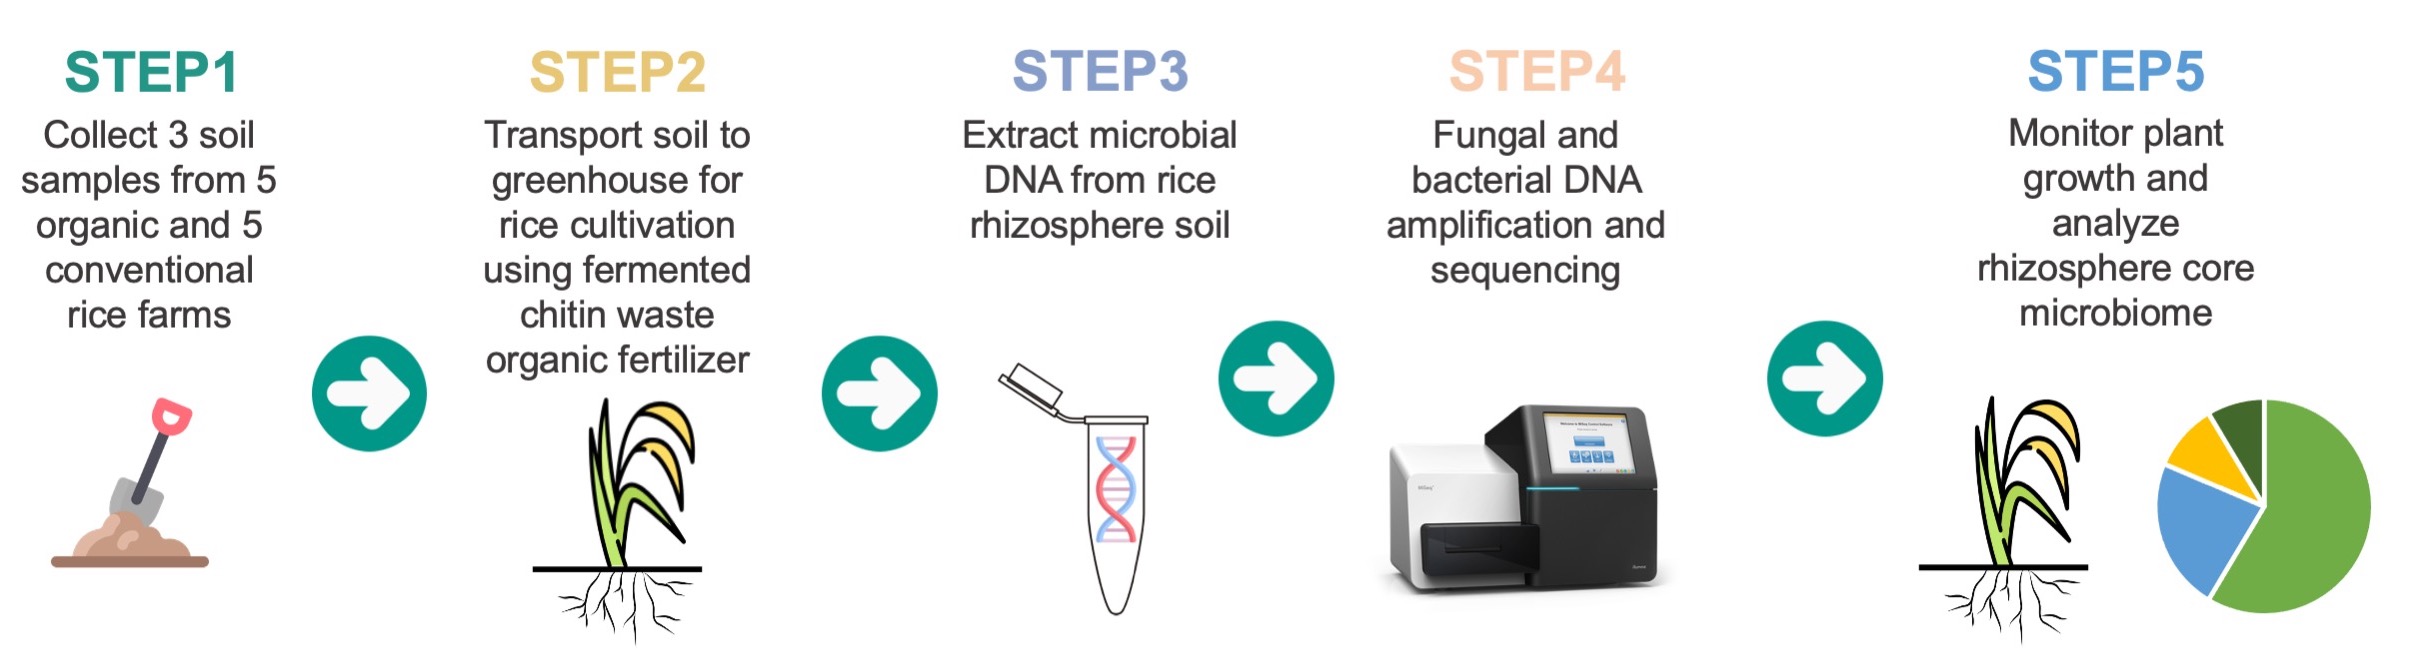 STEP1
Collect 3 soil
samples from 5
organic and 5
conventional
rice farms
STEP2
Transport soil to
greenhouse for
rice cultivation
using fermented
chitin waste
organic fertilizer
STEP3
Extract microbial
DNA from rice
rhizosphere soil
STEP4
Fungal and
bacterial DNA
amplification and
sequencing
STEP5
Monitor plant
growth and
analyze
rhizosphere core
microbiome